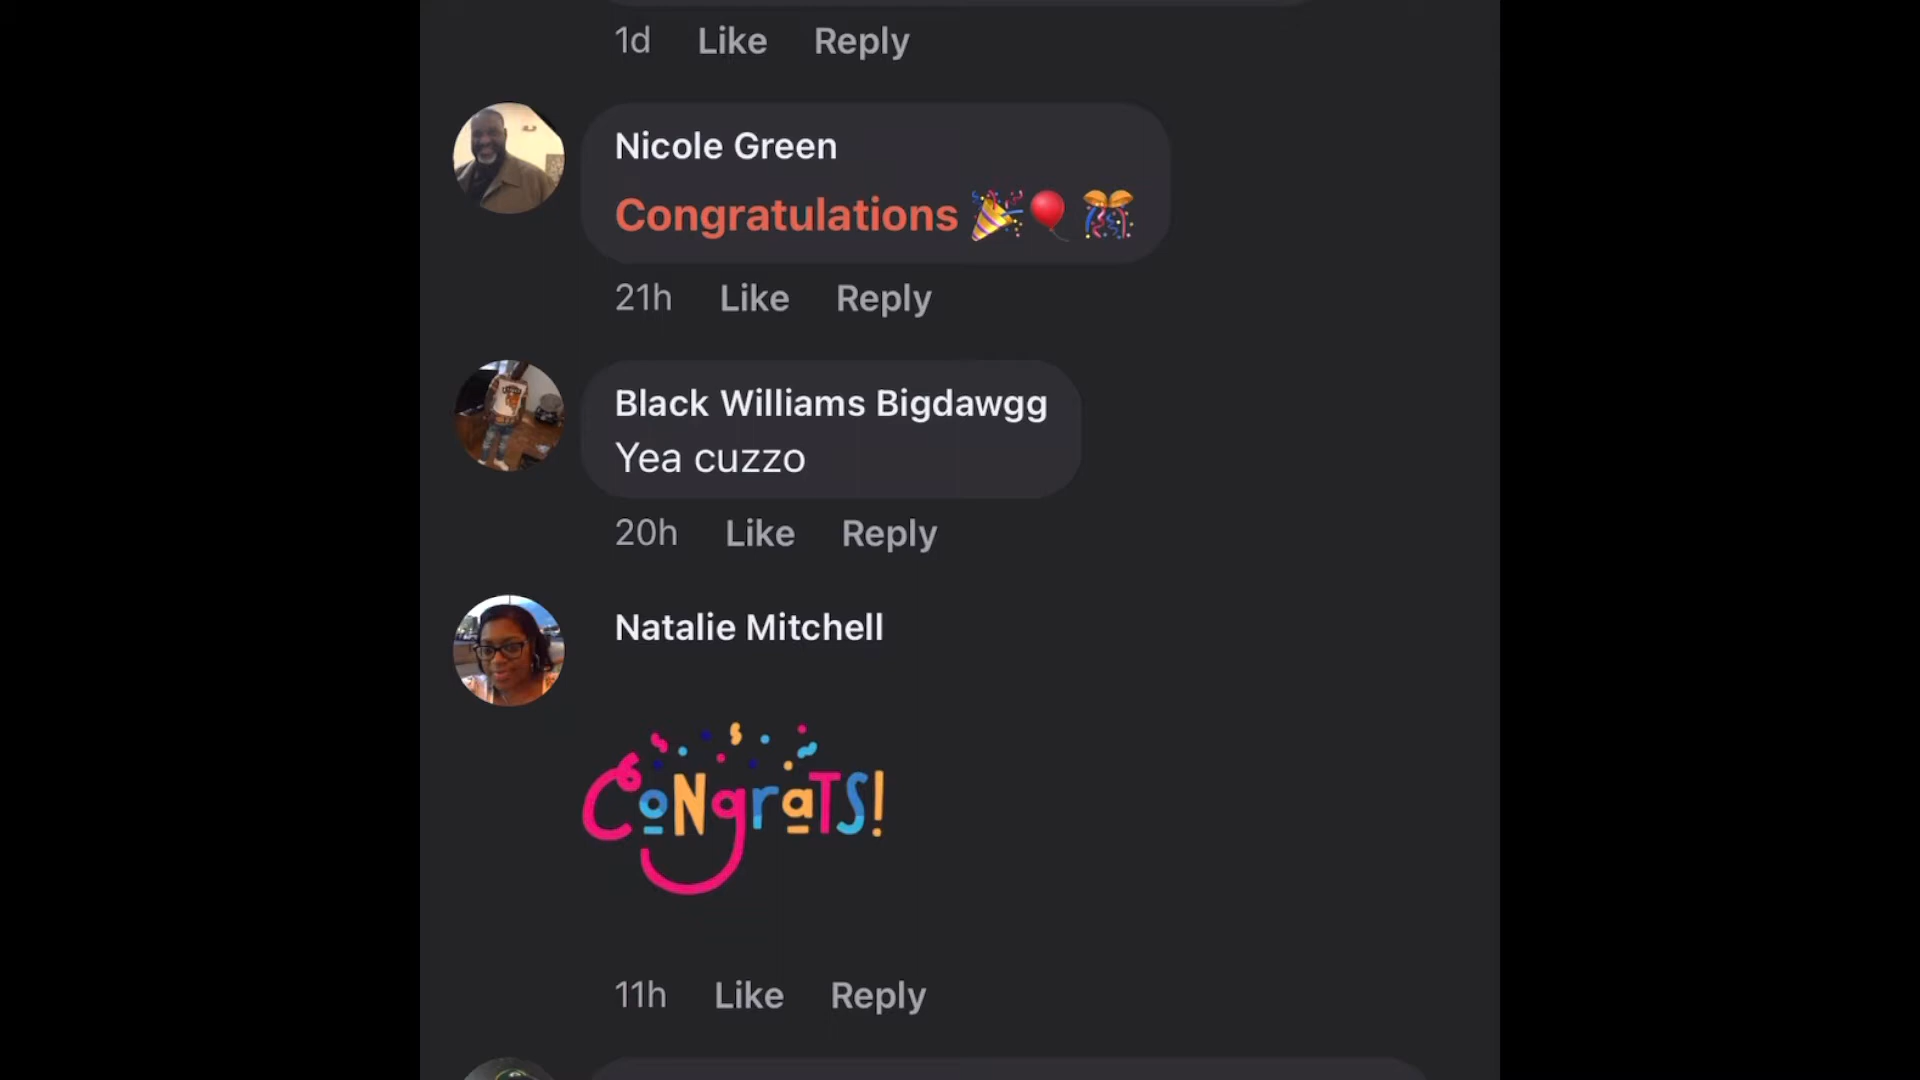 1d Like Reply
Nicole Green
Congratulations 🎉🎈🎊
21h Like Reply
Black Williams Bigdawgg
Yea cuzzo
20h Like Reply
Natalie Mitchell
CoNgraTS!
11h Like Reply